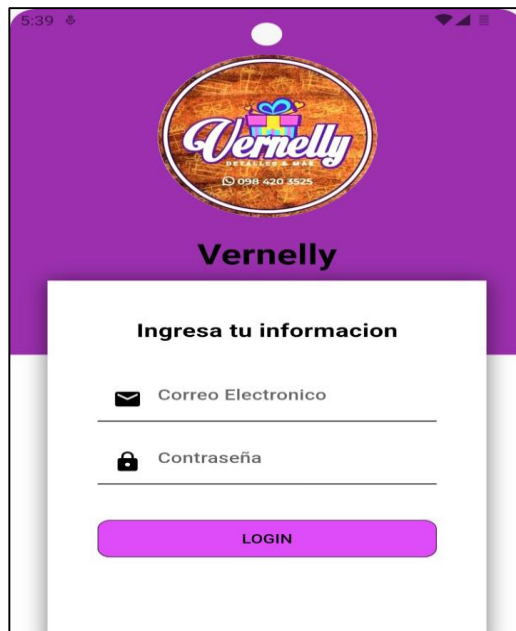 5:39
Vernelly
DETALLES & MÁS
098 420 3525
Vernelly
Ingresa tu informacion
Correo Electronico
Contraseña
LOGIN